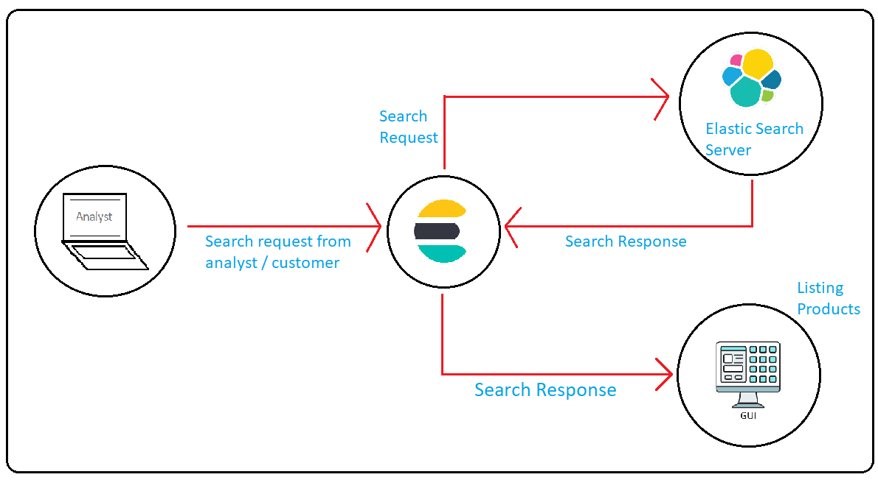 Search
Request
Elastic Search
Server
Analyst
Search request from
analyst / customer
Search Response
Listing
Products
Search Response
GUI